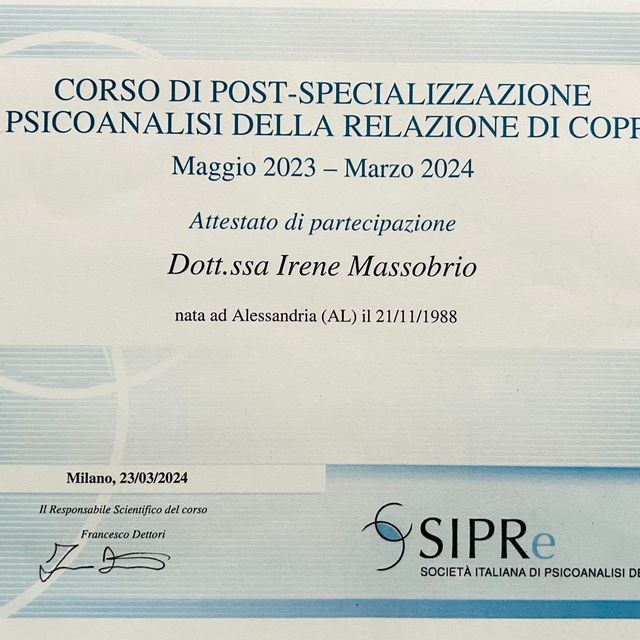 CORSO DI POST-SPECIALIZZAZIONE
PSICOANALISI DELLA RELAZIONE DI
Maggio 2023 – Marzo 2024
Attestato di partecipazione
Dott.ssa Irene Massobrio
nata ad Alessandria (AL) il 21/11/1988
Milano, 23/03/2024
Il Responsabile Scientifico del corso
Francesco Dettori
SIPRe
SOCIETÀ ITALIANA DI PSICOANALISI